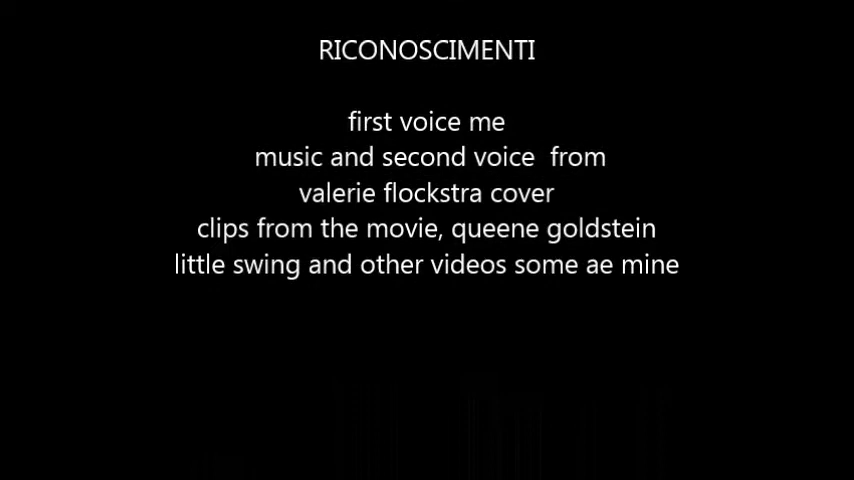 RICONOSCIMENTI
first voice me
music and second voice from
valerie flockstra cover
clips from the movie, queene goldstein
little swing and other videos some ae mine